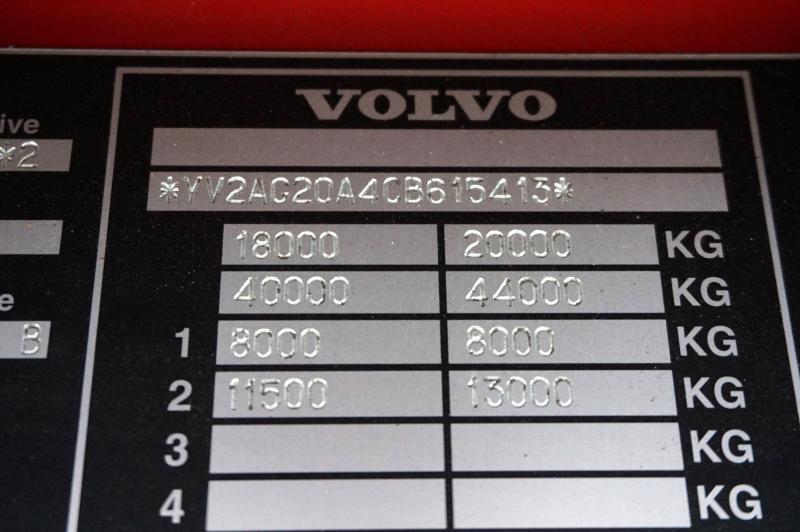 VOLVO
ive
*2
*YV2AG20A4CB615413*
18000 20000 KG
40000 44000 KG
e
B
1 8000 8000 KG
2 11500 13000 KG
3 KG
4 KG